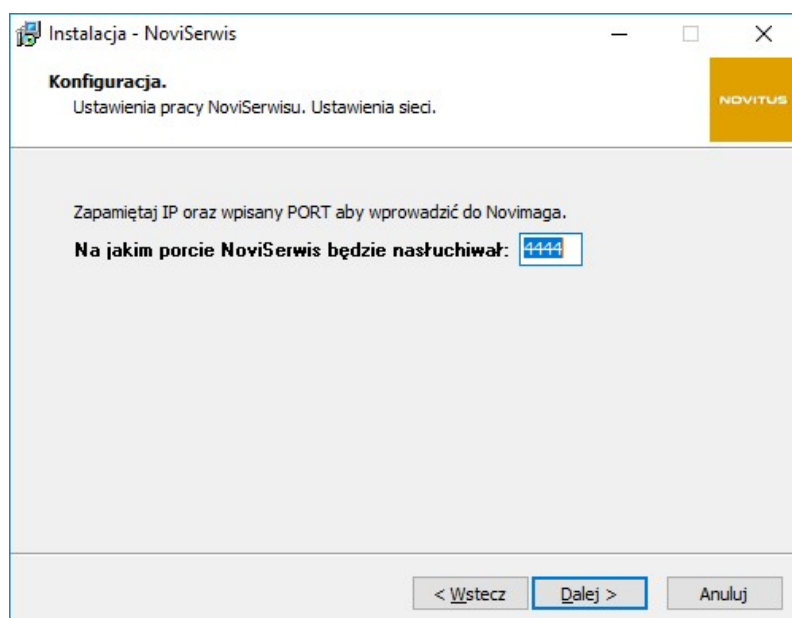 Instalacja - NoviSerwis
Konfiguracja.
Ustawienia pracy NoviSerwisu. Ustawienia sieci.
NOVITUS
Zapamiętaj IP oraz wpisany PORT aby wprowadzić do Novimaga.
Na jakim porcie NoviSerwis będzie nasłuchiwał: 4444
< Wstecz Dalej > Anuluj